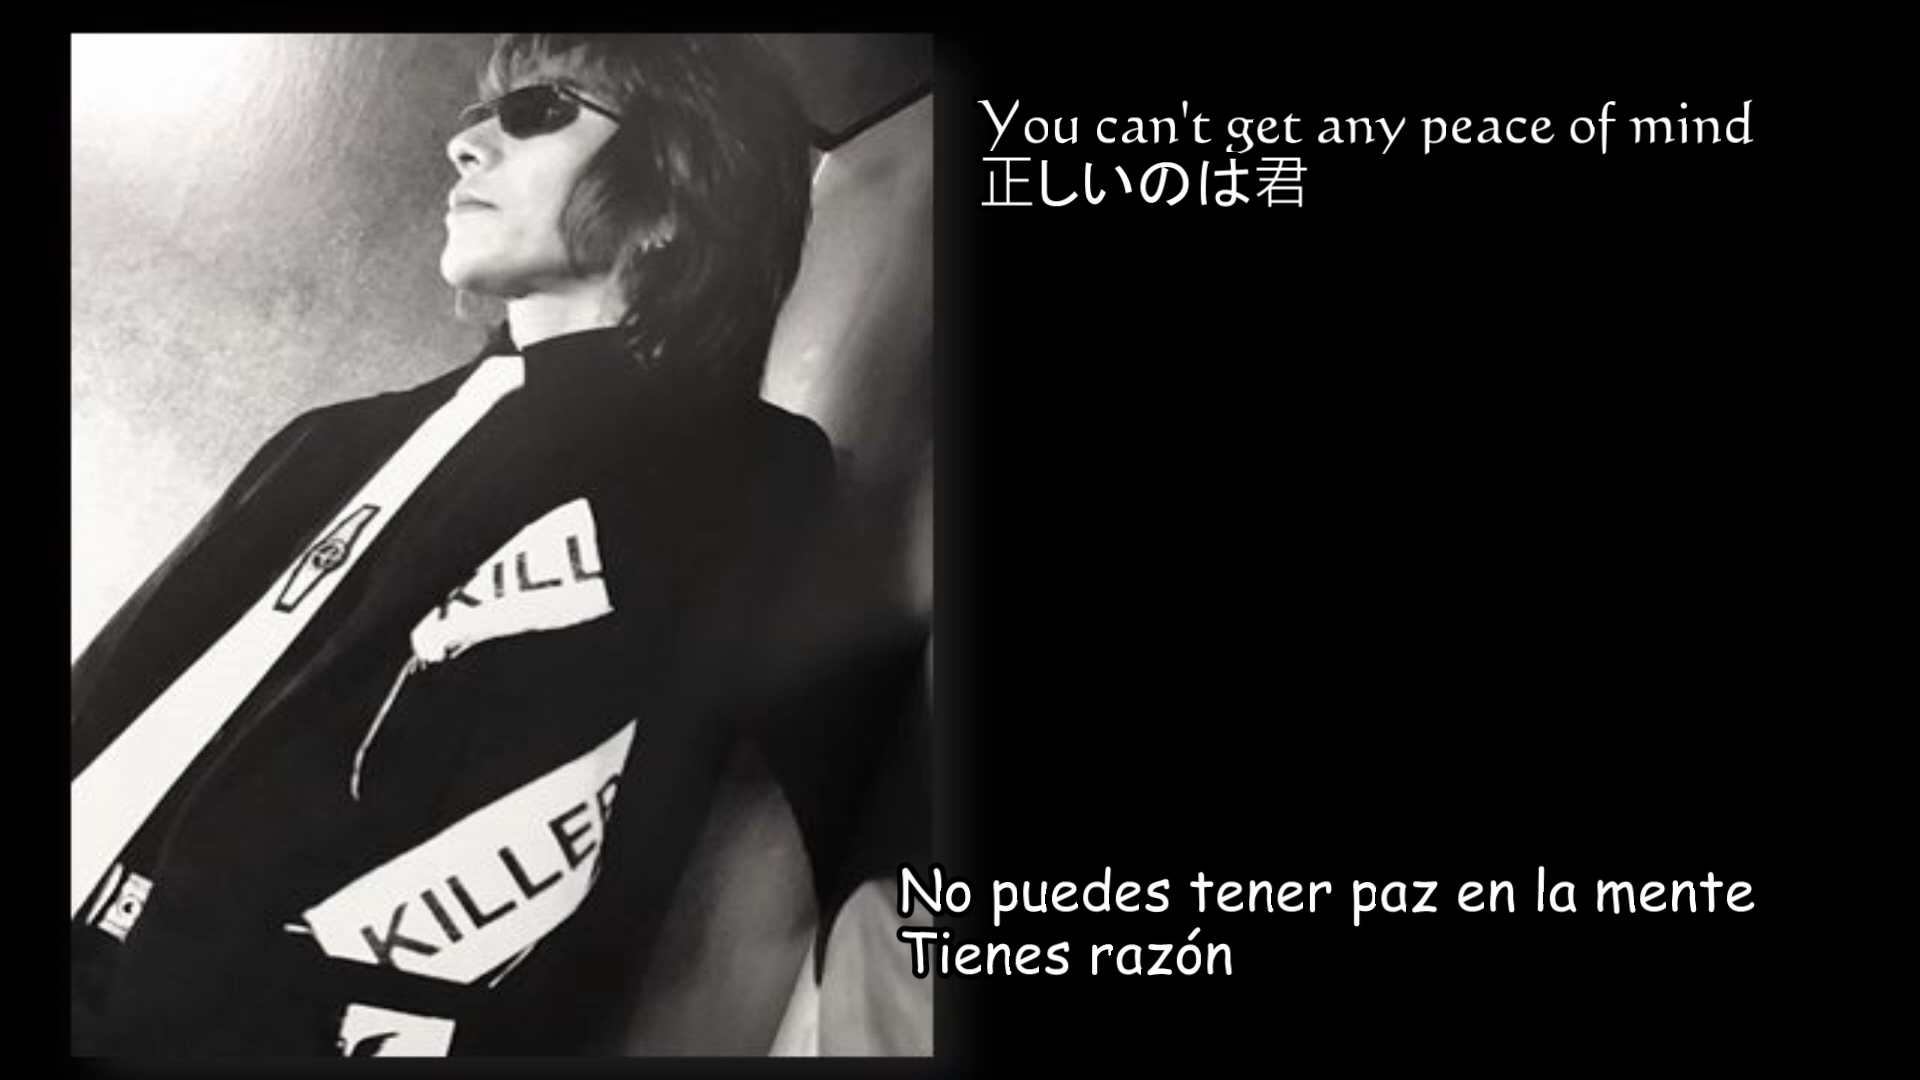 You can't get any peace of mind
正しいのは君
KILL
KILLER
No puedes tener paz en la mente
Tienes razón